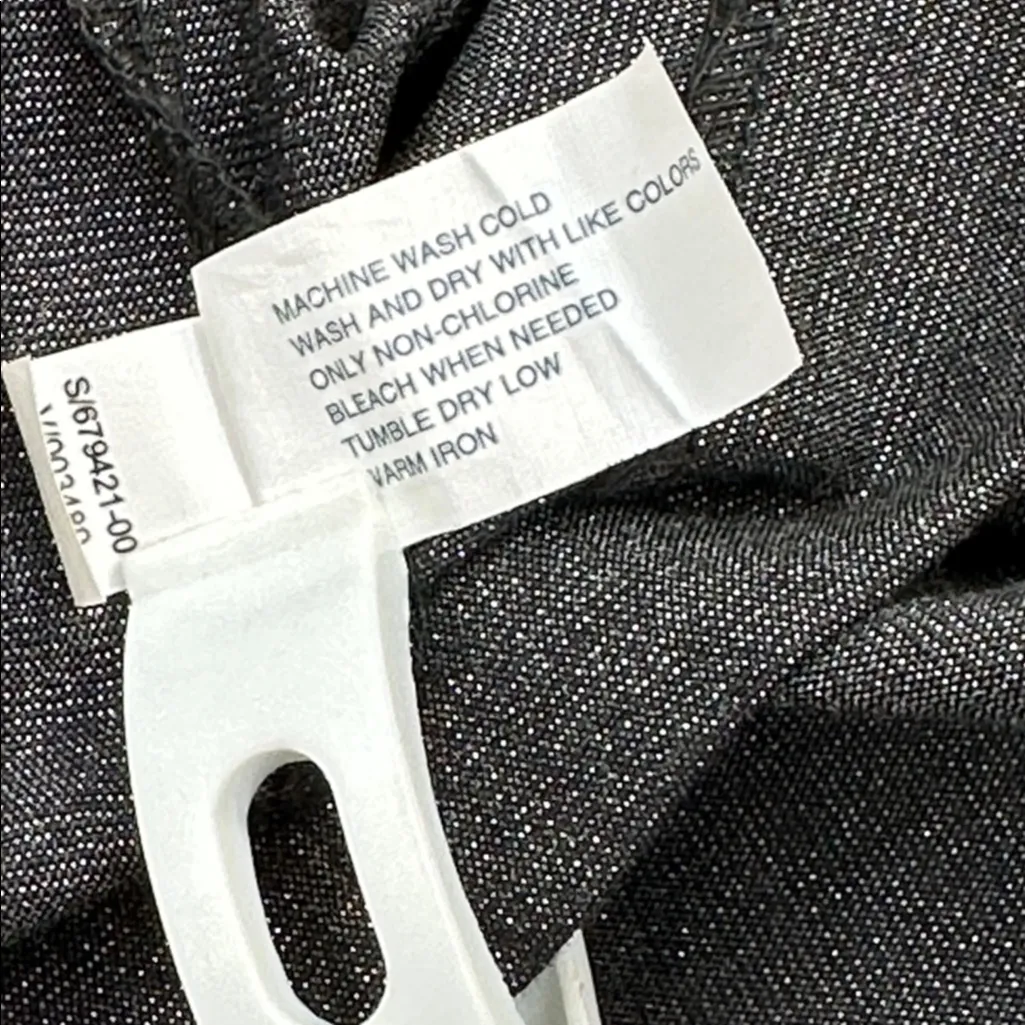 MACHINE WASH COLD
WASH AND DRY WITH LIKE COLORS
ONLY NON-CHLORINE
BLEACH WHEN NEEDED
TUMBLE DRY LOW
WARM IRON
S/679421-00